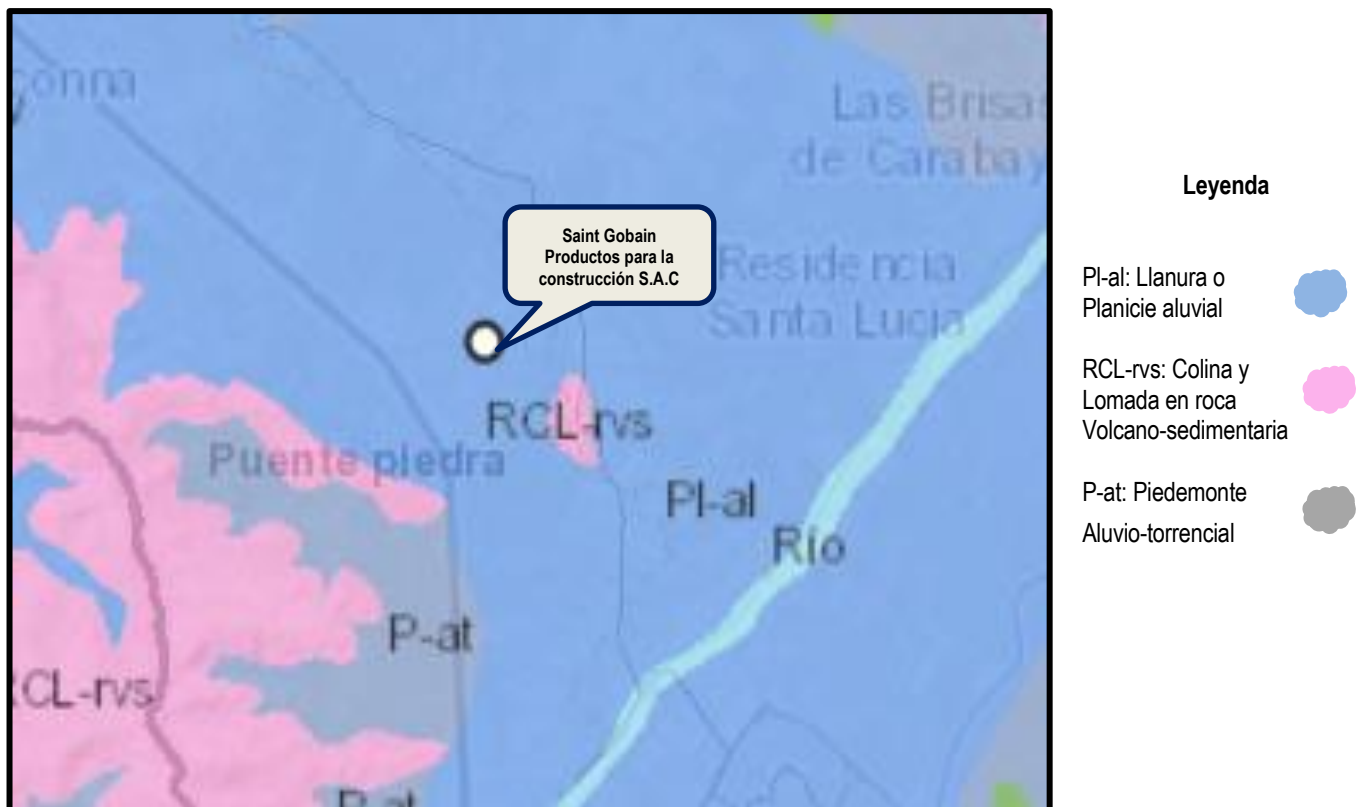 Las Brisas
de Carabay
Saint Gobain
Productos para la
construcción S.A.C
Residencia
Santa Lucia
RCL-rvs
Puente piedra
Pl-al
Río
P-at
RCL-rvs
P-at
Leyenda
Pl-al: Llanura o
Planicie aluvial
RCL-rvs: Colina y
Lomada en roca
Volcano-sedimentaria
P-at: Piedemonte
Aluvio-torrencial